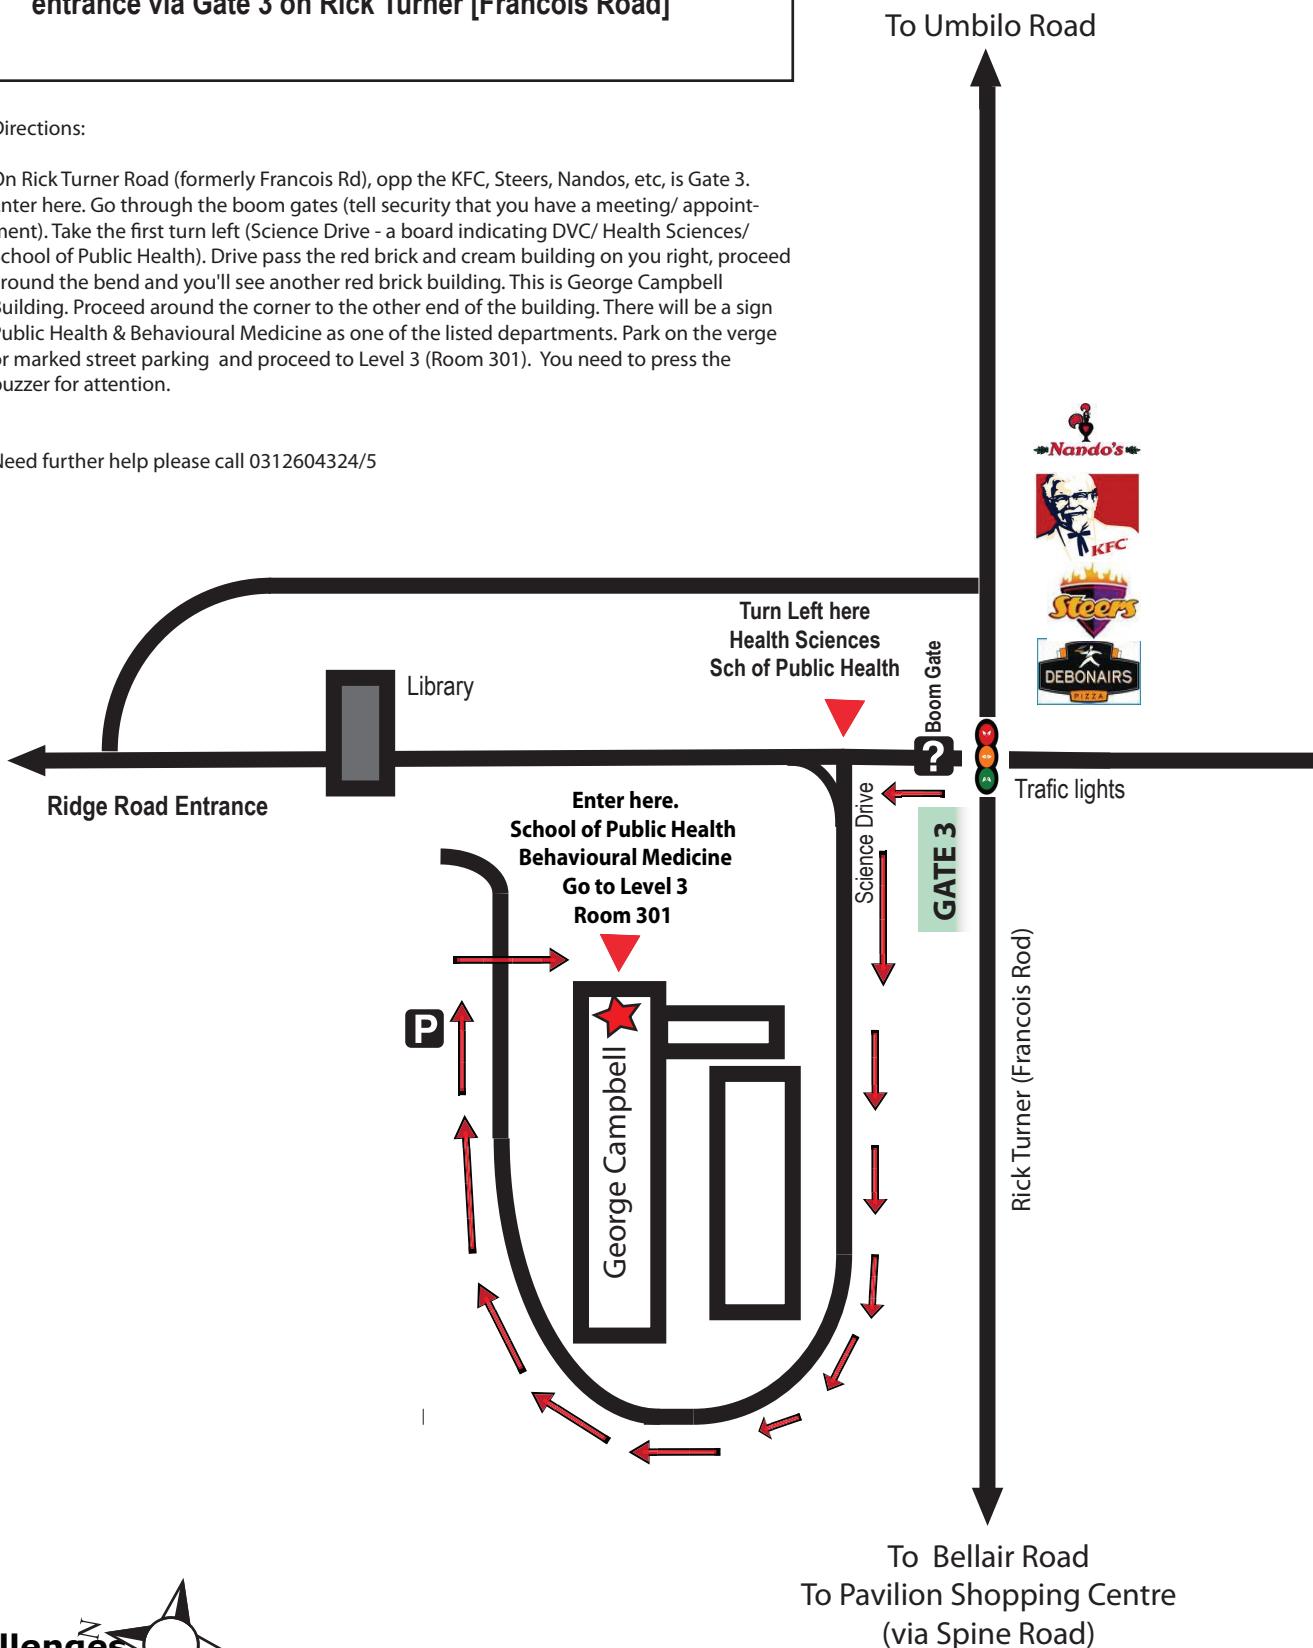 entrance via Gate 3 on Rick Turner [Francois Road]
To Umbilo Road
Directions:
On Rick Turner Road (formerly Francois Rd), opp the KFC, Steers, Nandos, etc, is Gate 3.
Enter here. Go through the boom gates (tell security that you have a meeting/ appoint-
ment). Take the first turn left (Science Drive - a board indicating DVC/ Health Sciences/
School of Public Health). Drive pass the red brick and cream building on you right, proceed
around the bend and you'll see another red brick building. This is George Campbell
Building. Proceed around the corner to the other end of the building. There will be a sign
Public Health & Behavioural Medicine as one of the listed departments. Park on the verge
or marked street parking and proceed to Level 3 (Room 301). You need to press the
buzzer for attention.
Need further help please call 0312604324/5
Nando's
KFC
Steers
DEBONAIRS
PIZZA
Turn Left here
Health Sciences
Sch of Public Health
Boom Gate
?
Library
Ridge Road Entrance
Trafic lights
Enter here.
School of Public Health
Behavioural Medicine
Go to Level 3
Room 301
Science Drive
GATE 3
P
George Campbell
Rick Turner (Francois Rod)
To Bellair Road
To Pavilion Shopping Centre
(via Spine Road)
N
llenges